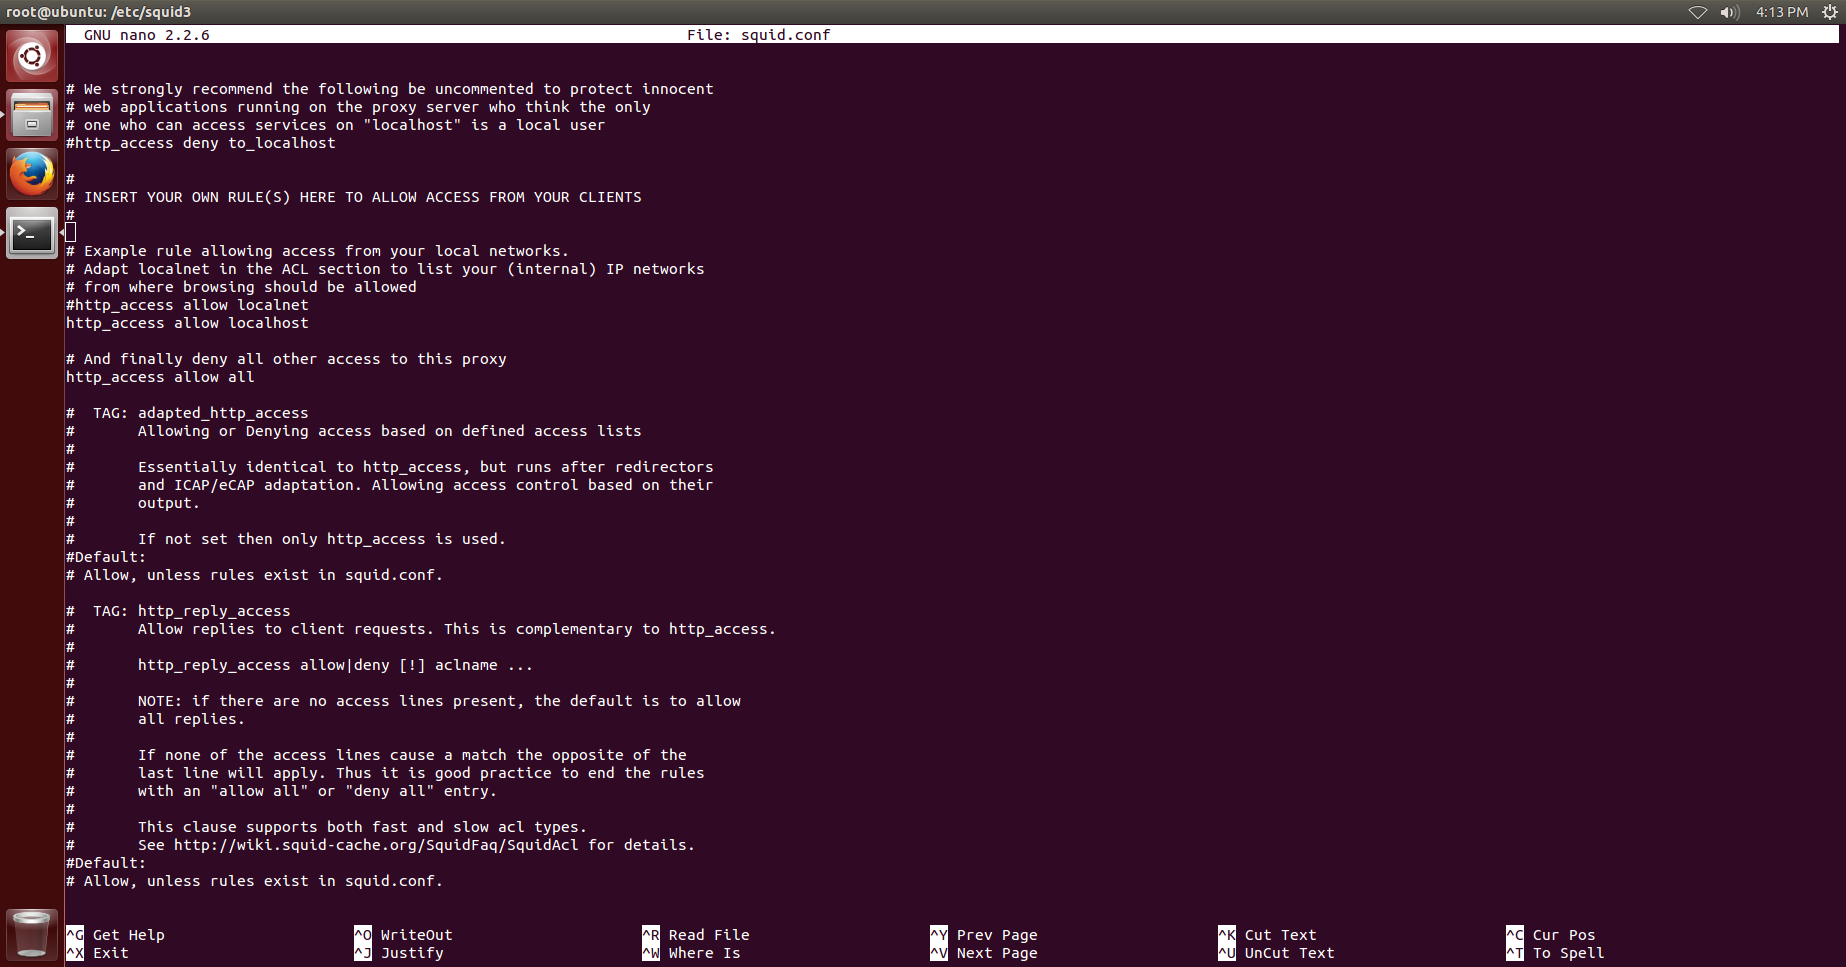 root@ubuntu: /etc/squid3
4:13 PM
GNU nano 2.2.6 File: squid.conf
# We strongly recommend the following be uncommented to protect innocent
# web applications running on the proxy server who think the only
# one who can access services on "localhost" is a local user
#http_access deny to_localhost
#
# INSERT YOUR OWN RULE(S) HERE TO ALLOW ACCESS FROM YOUR CLIENTS
#
# Example rule allowing access from your local networks.
# Adapt localnet in the ACL section to list your (internal) IP networks
# from where browsing should be allowed
#http_access allow localnet
http_access allow localhost
# And finally deny all other access to this proxy
http_access allow all
#  TAG: adapted_http_access
#       Allowing or Denying access based on defined access lists
#
#       Essentially identical to http_access, but runs after redirectors
#       and ICAP/eCAP adaptation. Allowing access control based on their
#       output.
#
#       If not set then only http_access is used.
#Default:
# Allow, unless rules exist in squid.conf.
#  TAG: http_reply_access
#       Allow replies to client requests. This is complementary to http_access.
#
#       http_reply_access allow|deny [!] aclname ...
#
#       NOTE: if there are no access lines present, the default is to allow
#       all replies.
#
#       If none of the access lines cause a match the opposite of the
#       last line will apply. Thus it is good practice to end the rules
#       with an "allow all" or "deny all" entry.
#
#       This clause supports both fast and slow acl types.
#       See http://wiki.squid-cache.org/SquidFaq/SquidAcl for details.
#Default:
# Allow, unless rules exist in squid.conf.
^G Get Help ^O WriteOut ^R Read File ^Y Prev Page ^K Cut Text ^C Cur Pos
^X Exit ^J Justify ^W Where Is ^V Next Page ^U UnCut Text ^T To Spell